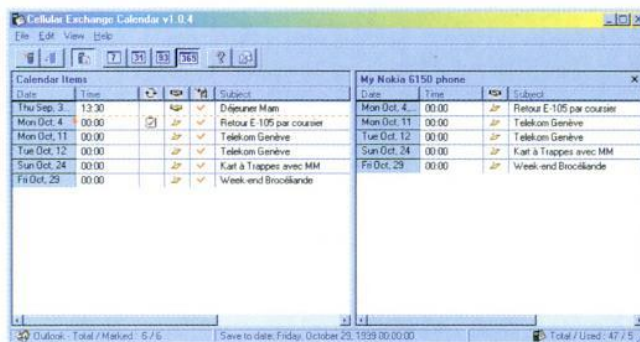 Cellular Exchange Calendar v1.0.4
File Edit View Help
7 31 93 365 ?
Calendar Items
Date Time Subject
Thu Sep, 3... 13:30 Déjeuner Mam
Mon Oct, 4 00:00 Retour E-105 par coursier
Mon Oct, 11 00:00 Telekom Genève
Tue Oct, 12 00:00 Telekom Genève
Sun Oct, 24 00:00 Kart à Trappes avec MM
Fri Oct, 29 00:00 Week-end Brocéliande
My Nokia 6150 phone x
Date Time Subject
Mon Oct, 4,... 00:00 Retour E-105 par coursier
Mon Oct, 11 00:00 Telekom Genève
Tue Oct, 12 00:00 Telekom Genève
Sun Oct, 24 00:00 Kart à Trappes avec MM
Fri Oct, 29 00:00 Week-end Brocéliande
Outlook - Total / Marked : 6 / 6 Save to date: Friday, October 29, 1999 00:00:00 Total / Used : 47 / 5